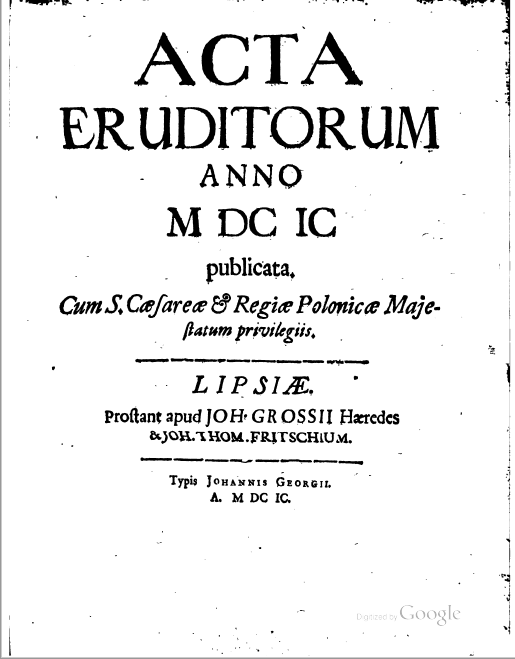 ACTA
ERUDITORUM
ANNO
M DC IC
publicata.
Cum S. Cæſareæ & Regiæ Polonicæ Maje-
ſtatum privilegiis.
LIPSIÆ.
Proſtant apud JOH. GROSSII Hæredes
& JOH. THOM. FRITSCHIUM.
Typis JOHANNIS GEORGII.
A. M DC IC.
Digitized by Google